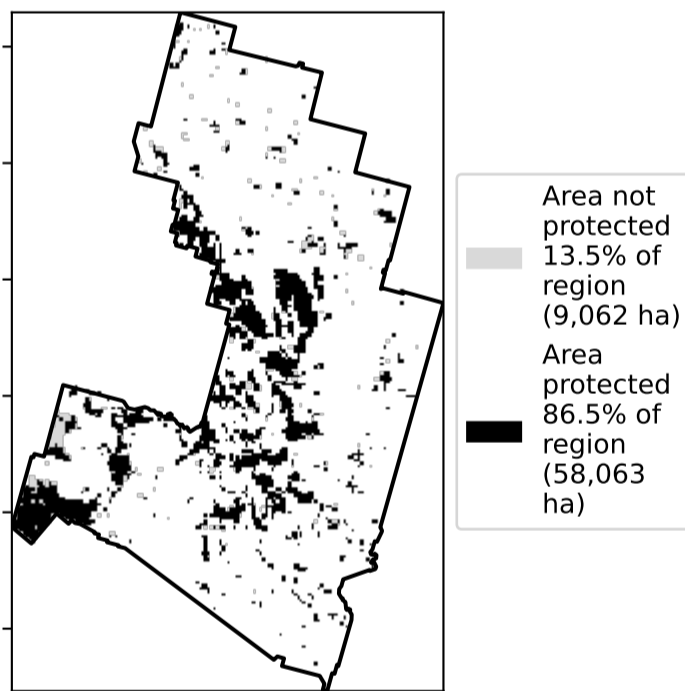 Area not
protected
13.5% of
region
(9,062 ha)
Area
protected
86.5% of
region
(58,063
ha)